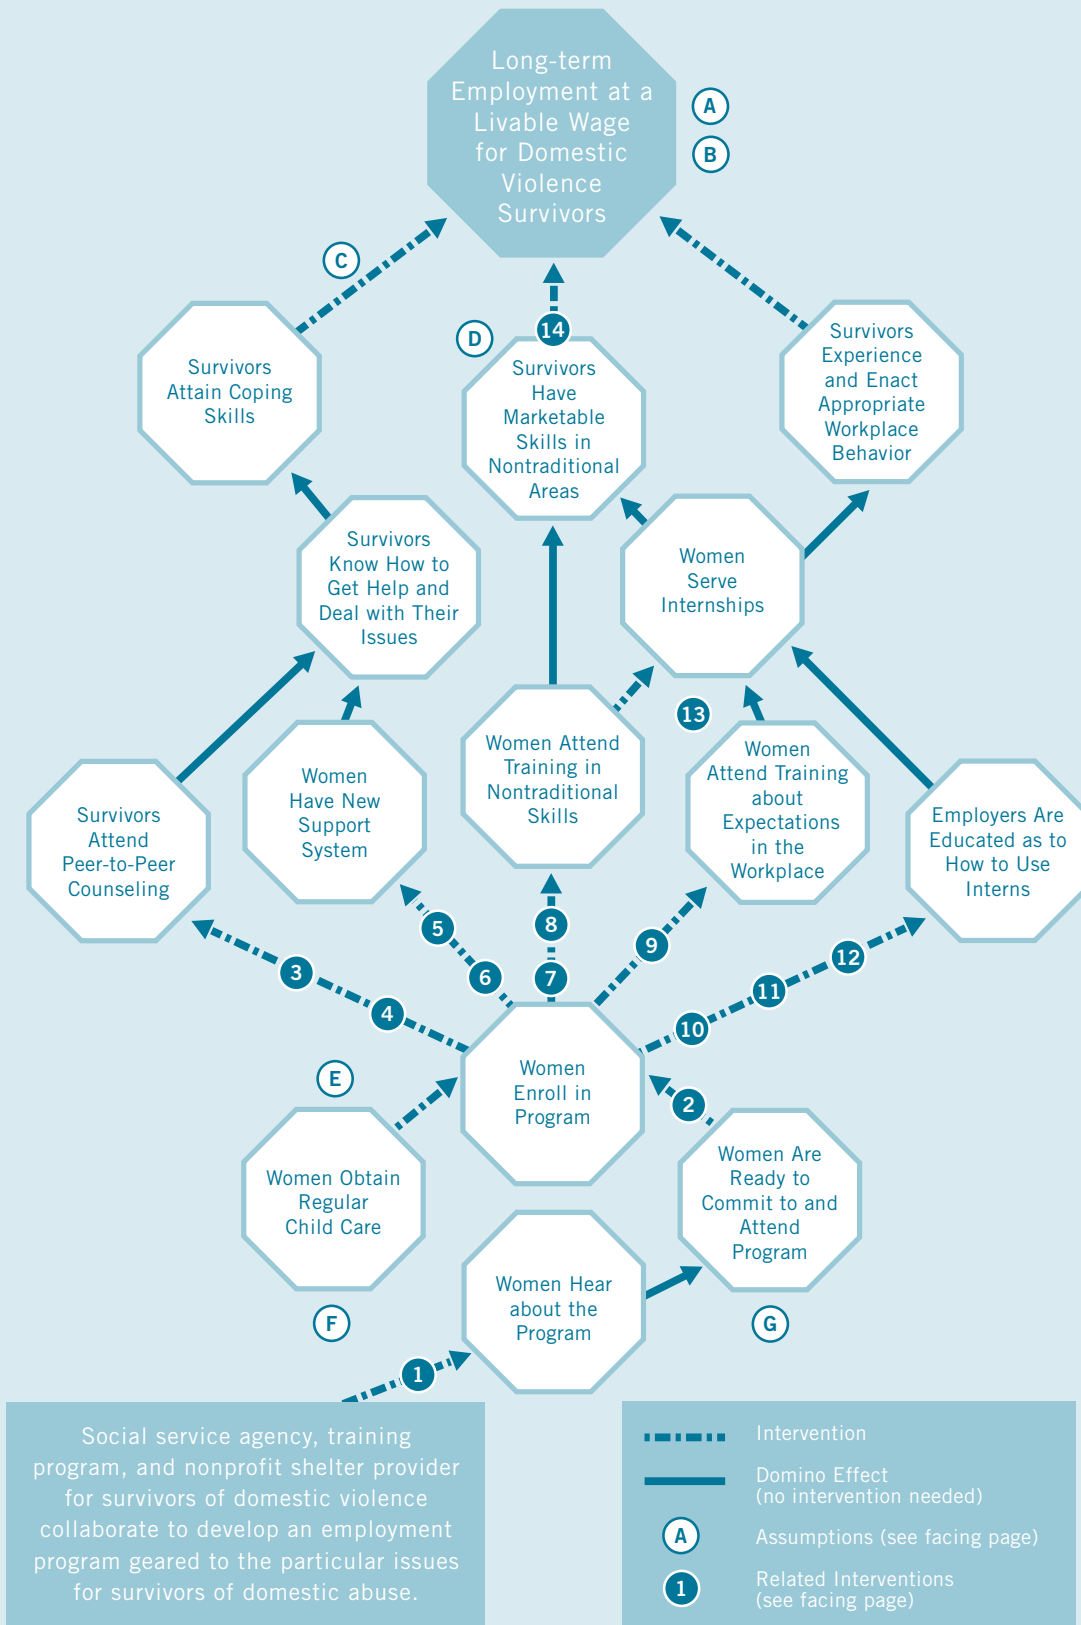 Long-term
Employment at a
Livable Wage
for Domestic
Violence
Survivors
A
B
C
D
14
Survivors
Attain Coping
Skills
Survivors
Have
Marketable
Skills in
Nontraditional
Areas
Survivors
Experience
and Enact
Appropriate
Workplace
Behavior
Survivors
Know How to
Get Help and
Deal with Their
Issues
Women
Serve
Internships
13
Survivors
Attend
Peer-to-Peer
Counseling
Women
Have New
Support
System
Women Attend
Training in
Nontraditional
Skills
Women
Attend Training
about
Expectations
in the
Workplace
Employers Are
Educated as to
How to Use
Interns
3
4
5
6
8
7
9
10
11
12
Women
Enroll in
Program
E
2
Women Obtain
Regular
Child Care
Women Are
Ready to
Commit to and
Attend
Program
Women Hear
about the
Program
F
G
1
Social service agency, training
program, and nonprofit shelter provider
for survivors of domestic violence
collaborate to develop an employment
program geared to the particular issues
for survivors of domestic abuse.
Intervention
Domino Effect
(no intervention needed)
A
Assumptions (see facing page)
1
Related Interventions
(see facing page)